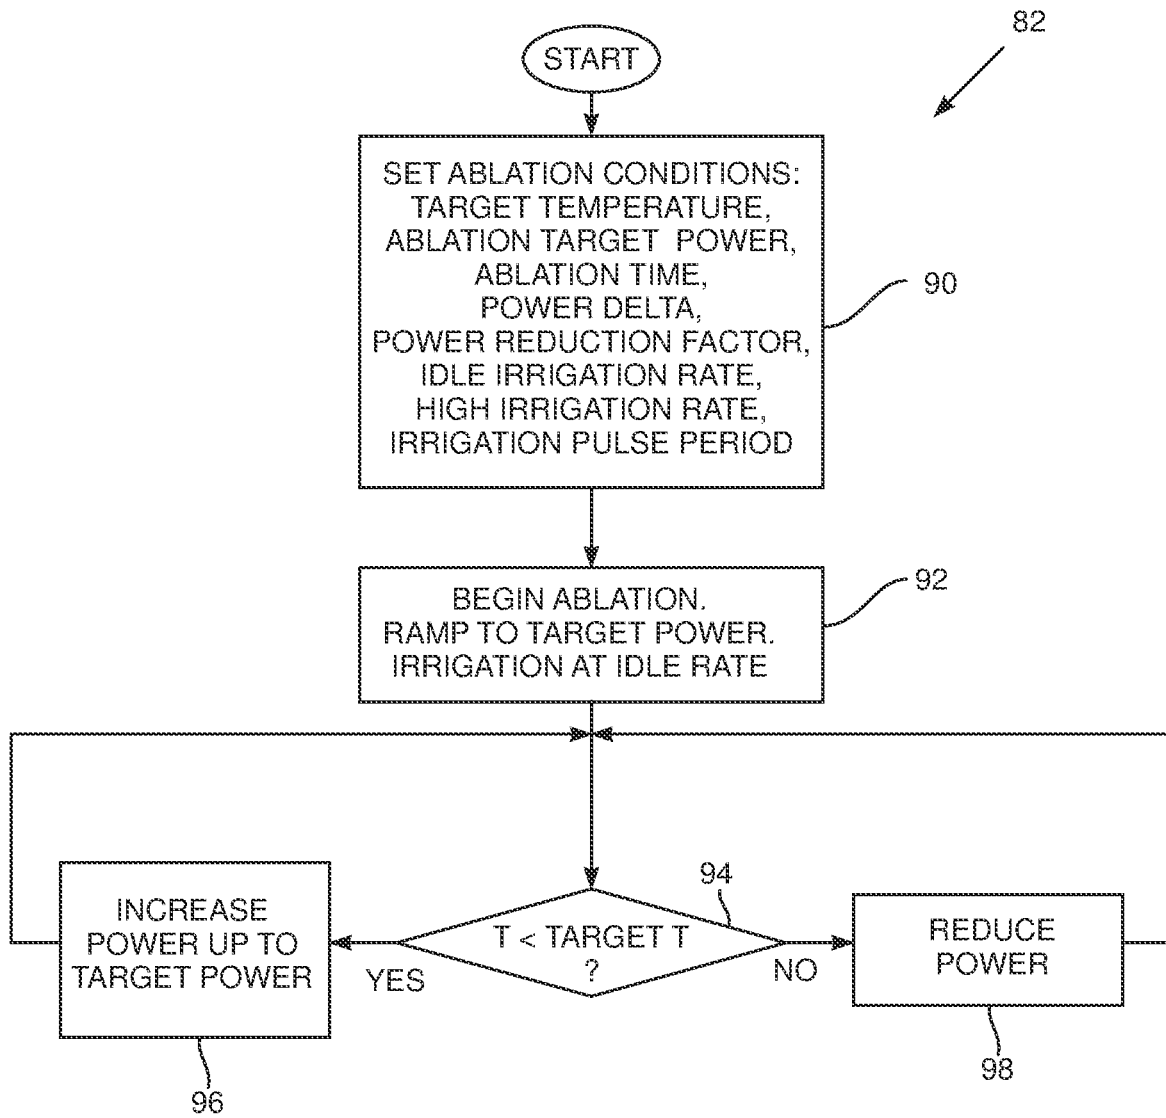 82
START
SET ABLATION CONDITIONS:
TARGET TEMPERATURE,
ABLATION TARGET POWER,
ABLATION TIME,
POWER DELTA,
POWER REDUCTION FACTOR,
IDLE IRRIGATION RATE,
HIGH IRRIGATION RATE,
IRRIGATION PULSE PERIOD
90
BEGIN ABLATION.
RAMP TO TARGET POWER.
IRRIGATION AT IDLE RATE
92
94
T < TARGET T
?
YES
NO
INCREASE
POWER UP TO
TARGET POWER
96
REDUCE
POWER
98